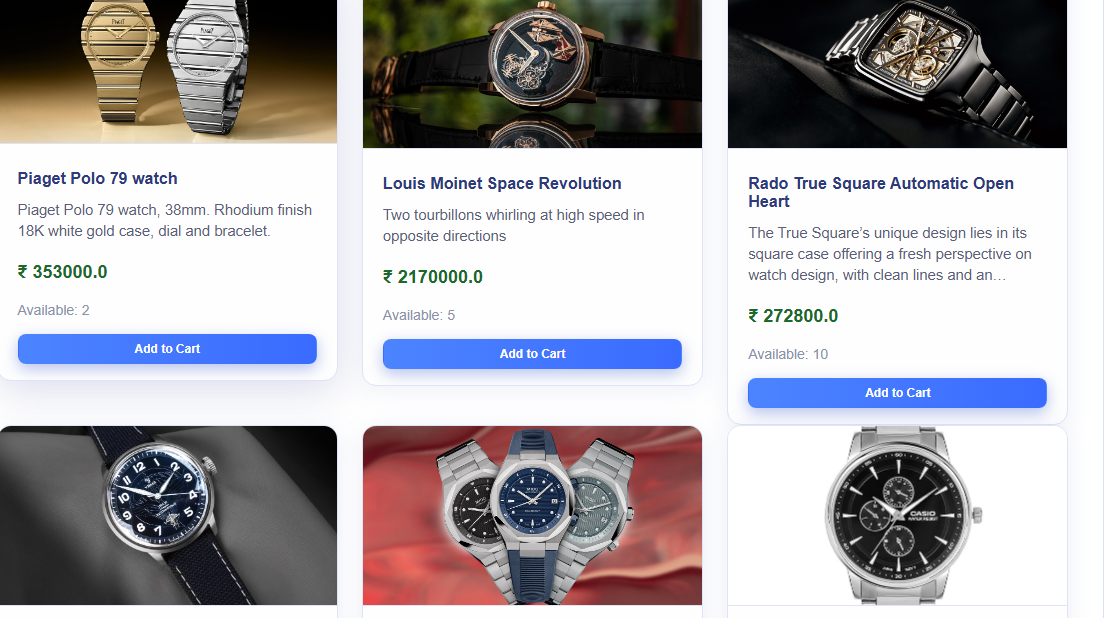 PIAGET
PIAGET
Piaget Polo 79 watch
Piaget Polo 79 watch, 38mm. Rhodium finish
18K white gold case, dial and bracelet.
₹ 353000.0
Available: 2
Add to Cart
Louis Moinet Space Revolution
Two tourbillons whirling at high speed in
opposite directions
₹ 2170000.0
Available: 5
Add to Cart
Rado True Square Automatic Open
Heart
The True Square’s unique design lies in its
square case offering a fresh perspective on
watch design, with clean lines and an…
₹ 272800.0
Available: 10
Add to Cart
CASIO